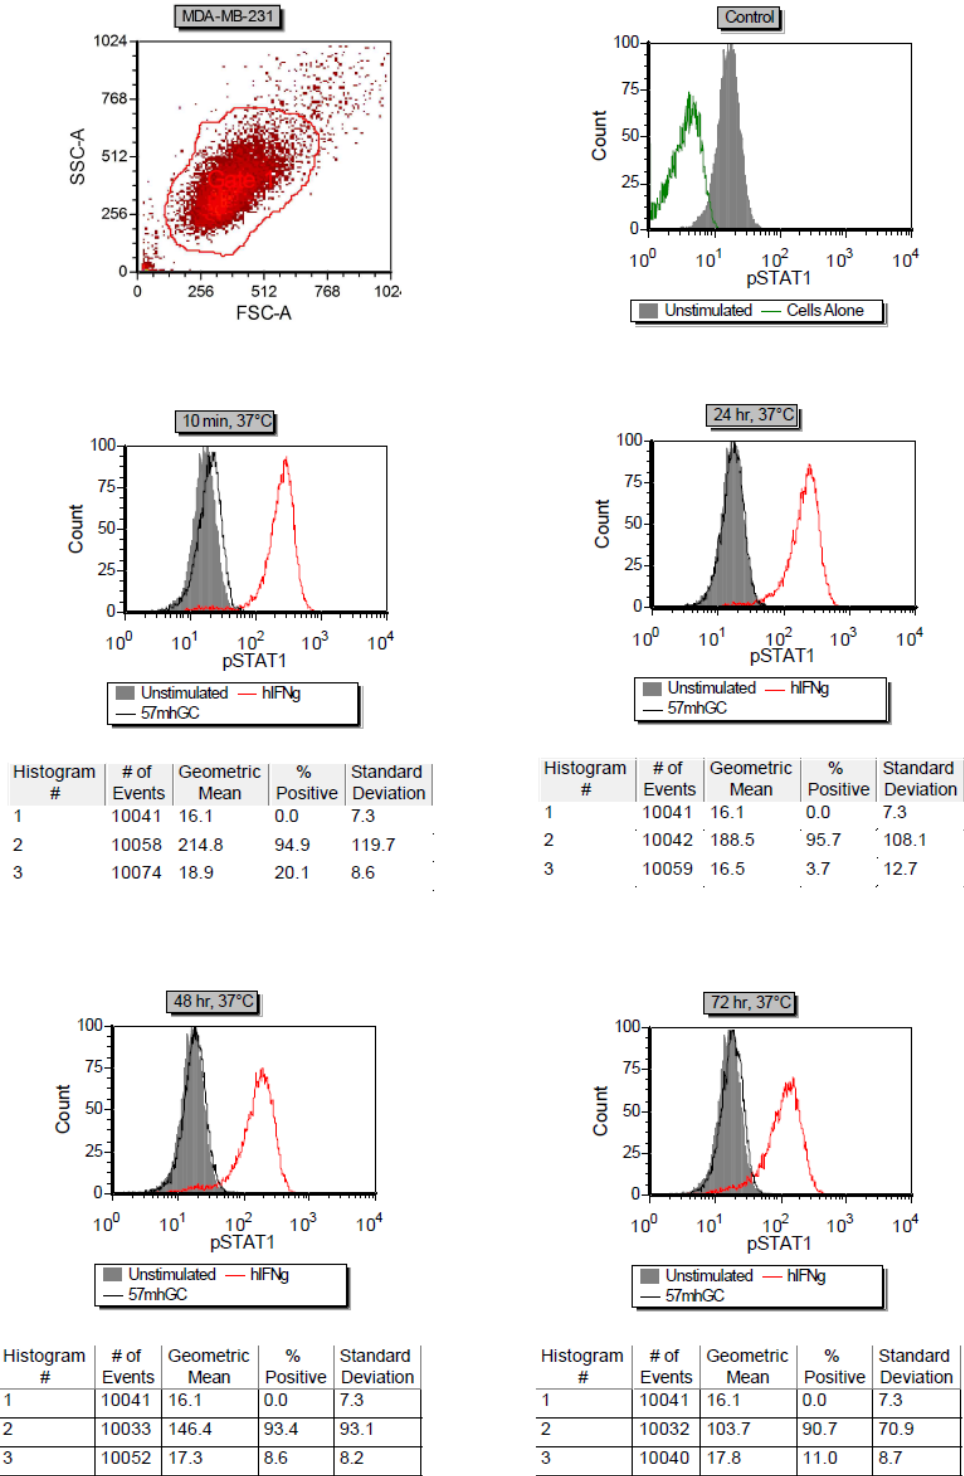 MDA-MB-231
1024
768
512
256
0
SSC-A
Gate
0 256 512 768 102
FSC-A
Control
100
75
50
25
0
Count
10^0 10^1 10^2 10^3 10^4
pSTAT1
Unstimulated Cells Alone
10 min, 37°C
100
75
50
25
0
Count
10^0 10^1 10^2 10^3 10^4
pSTAT1
Unstimulated hIFNg
57mhGC
24 hr, 37°C
100
75
50
25
0
Count
10^0 10^1 10^2 10^3 10^4
pSTAT1
Unstimulated hIFNg
57mhGC
Histogram # of Geometric % Standard
# Events Mean Positive Deviation
1 10041 16.1 0.0 7.3
2 10058 214.8 94.9 119.7
3 10074 18.9 20.1 8.6
Histogram # of Geometric % Standard
# Events Mean Positive Deviation
1 10041 16.1 0.0 7.3
2 10042 188.5 95.7 108.1
3 10059 16.5 3.7 12.7
48 hr, 37°C
100
75
50
25
0
Count
10^0 10^1 10^2 10^3 10^4
pSTAT1
Unstimulated hIFNg
57mhGC
72 hr, 37°C
100
75
50
25
0
Count
10^0 10^1 10^2 10^3 10^4
pSTAT1
Unstimulated hIFNg
57mhGC
Histogram # of Geometric % Standard
# Events Mean Positive Deviation
1 10041 16.1 0.0 7.3
2 10033 146.4 93.4 93.1
3 10052 17.3 8.6 8.2
Histogram # of Geometric % Standard
# Events Mean Positive Deviation
1 10041 16.1 0.0 7.3
2 10032 103.7 90.7 70.9
3 10040 17.8 11.0 8.7